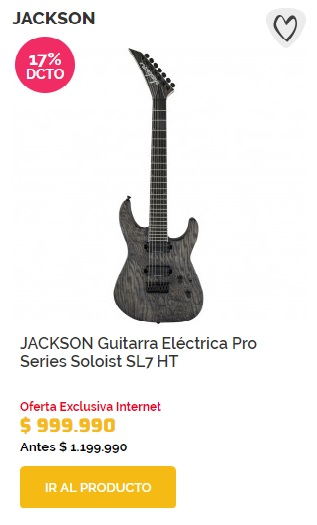 JACKSON
17%
DCTO
JACKSON Guitarra Eléctrica Pro
Series Soloist SL7 HT
Oferta Exclusiva Internet
$ 999.990
Antes $ 1.199.990
IR AL PRODUCTO